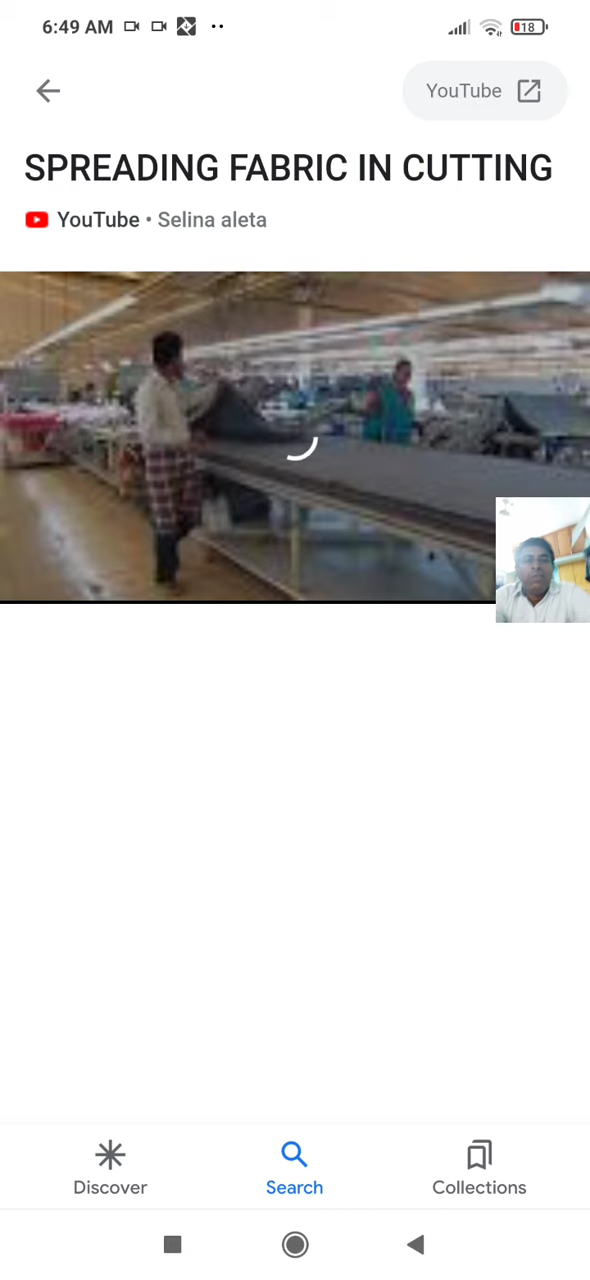 6:49 AM
18
YouTube
SPREADING FABRIC IN CUTTING
YouTube • Selina aleta
Discover
Search
Collections